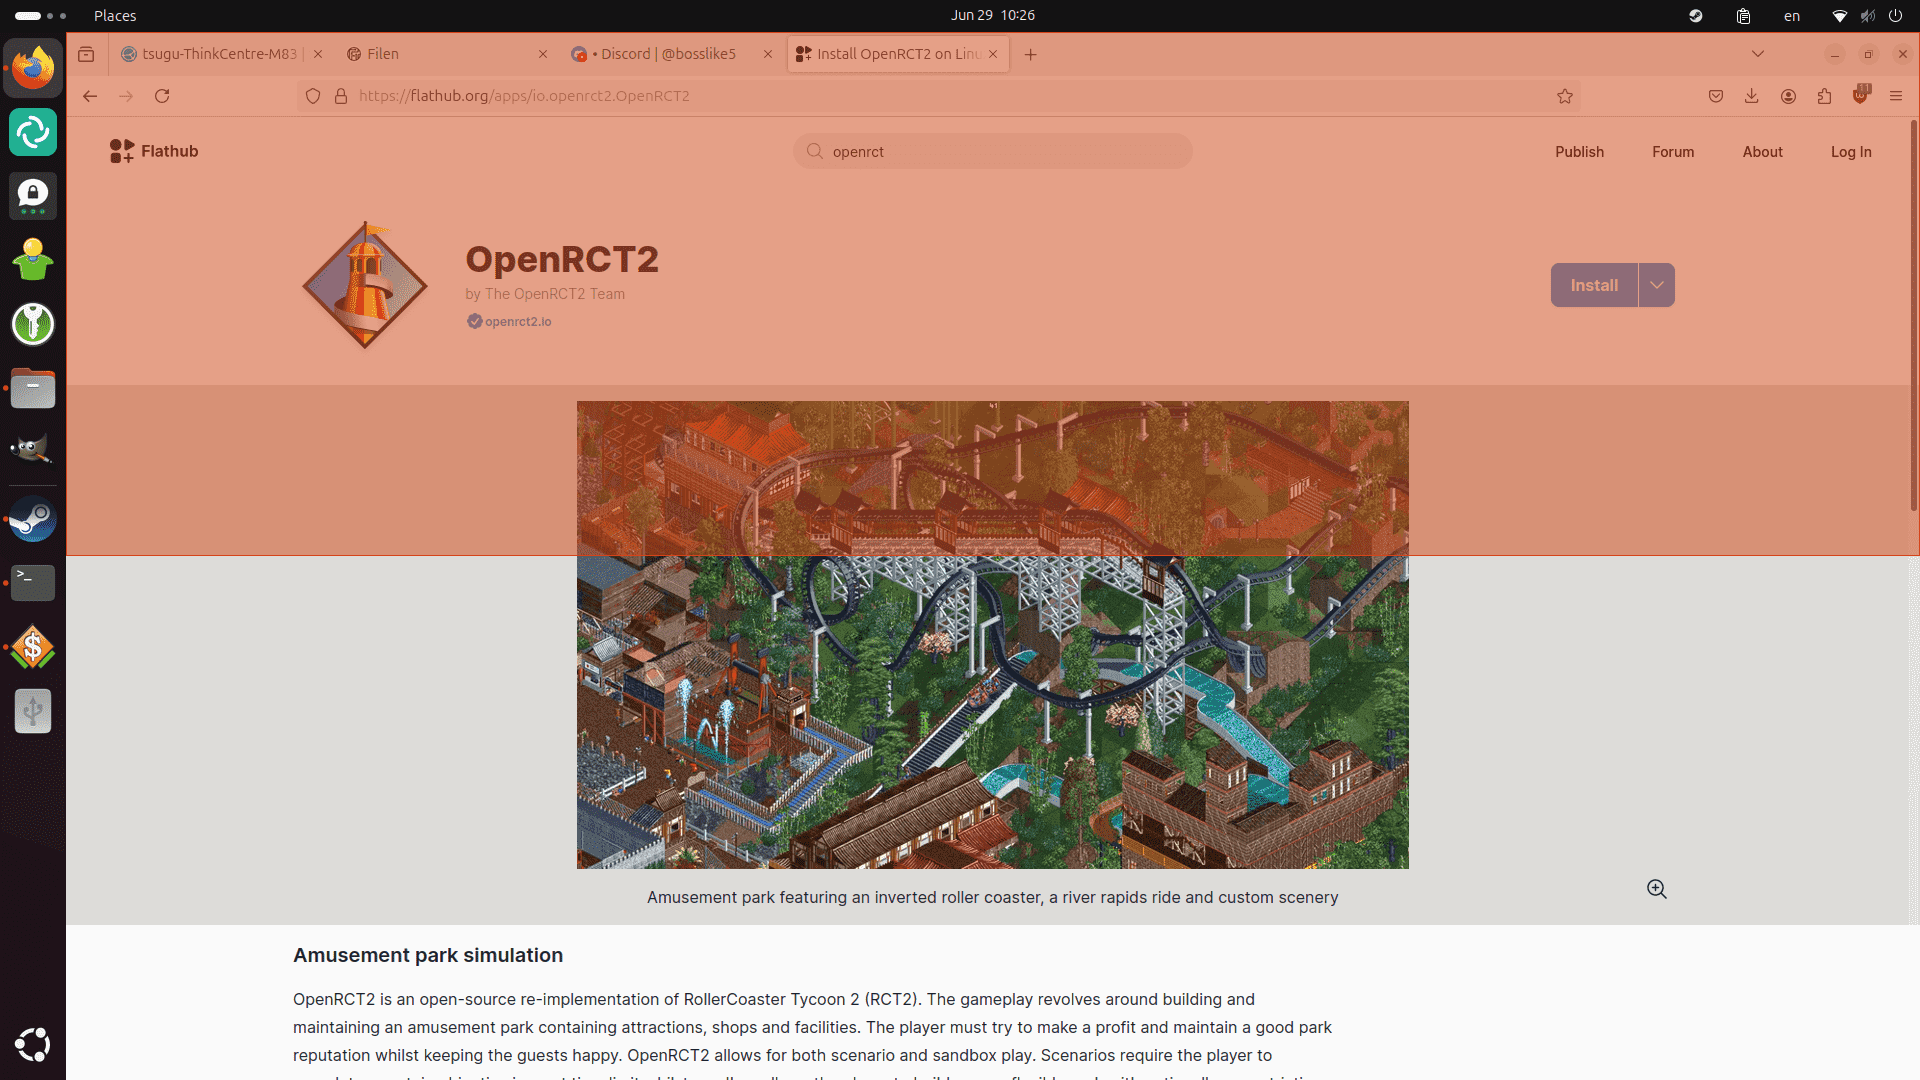 Places
Jun 29 10:26
en
tsugu-ThinkCentre-M83
Filen
• Discord | @bosslike5
Install OpenRCT2 on Linu
https://flathub.org/apps/io.openrct2.OpenRCT2
11
Flathub
openrct
Publish
Forum
About
Log In
OpenRCT2
by The OpenRCT2 Team
openrct2.io
Install
Amusement park featuring an inverted roller coaster, a river rapids ride and custom scenery
Amusement park simulation
OpenRCT2 is an open-source re-implementation of RollerCoaster Tycoon 2 (RCT2). The gameplay revolves around building and
maintaining an amusement park containing attractions, shops and facilities. The player must try to make a profit and maintain a good park
reputation whilst keeping the guests happy. OpenRCT2 allows for both scenario and sandbox play. Scenarios require the player to